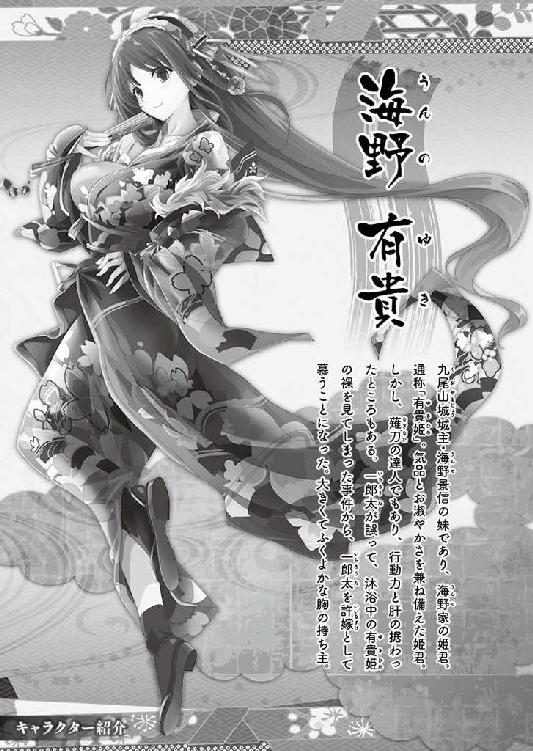 海野 有貴
うんの ゆき
九尾山城城主・海野景信の妹であり、海野家の姫君。
通称「有貴姫」。気品とお淑やかさを兼ね備えた姫君。
しかし、薙刀の達人でもあり、行動力と肝の据わっ
たところもある。一郎太が誤って、沐浴中の有貴姫
の裸を見てしまった事件から、一郎太を許嫁として
慕うことになった。大きくてふくよかな胸の持ち主。
キャラクター紹介